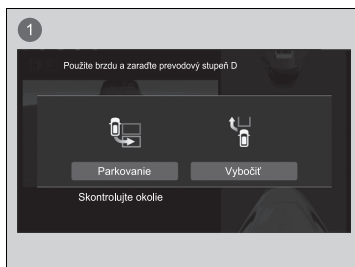 1
Použite brzdu a zaraďte prevodový stupeň D
Parkovanie
Vybočiť
Skontrolujte okolie